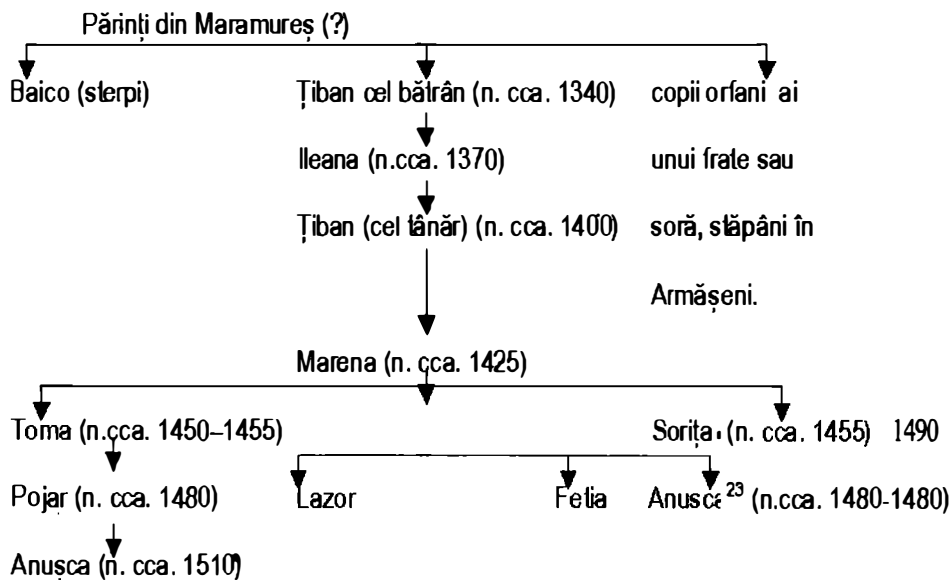 Părinți din Maramureș (?)
Baico (sterpi) Țiban cel bătrân (n. cca. 1340) copii orfani ai
Ileana (n.cca. 1370) unui frate sau
Țiban (cel tânăr) (n. cca. 1400) soră, stăpâni în
Armășeni.
Marena (n. cca. 1425)
Toma (n.cca. 1450–1455) Sorița (n. cca. 1455) 1490
Pojar (n. cca. 1480) Lazor Fetia Anusca²³ (n.cca. 1480-1480)
Anușca (n. cca. 1510)